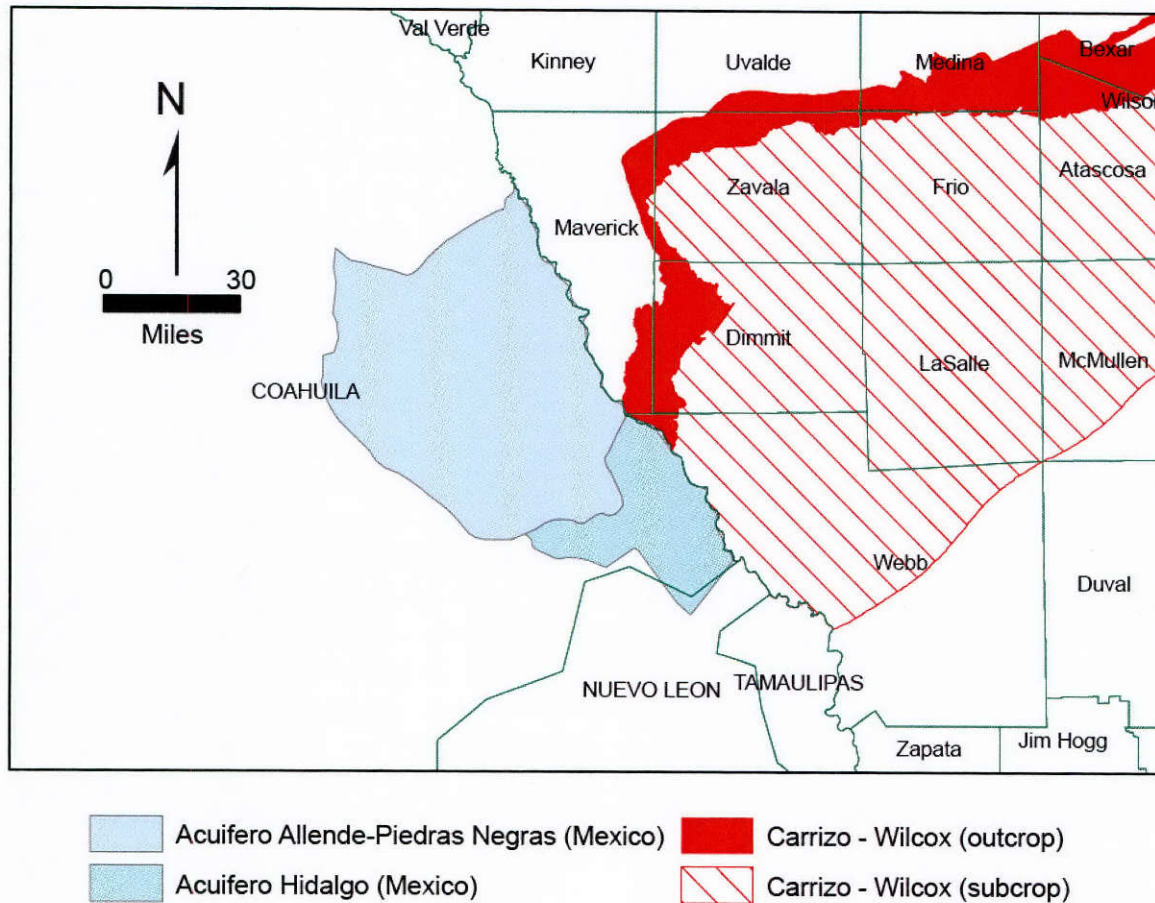 Val Verde
Kinney
Uvalde
Medina
Bexar
Wilson
N
Zavala
Frio
Atascosa
Maverick
0 30
Miles
Dimmit
LaSalle
McMullen
COAHUILA
Webb
Duval
NUEVO LEON
TAMAULIPAS
Zapata
Jim Hogg
Acuifero Allende-Piedras Negras (Mexico)
Carrizo - Wilcox (outcrop)
Acuifero Hidalgo (Mexico)
Carrizo - Wilcox (subcrop)